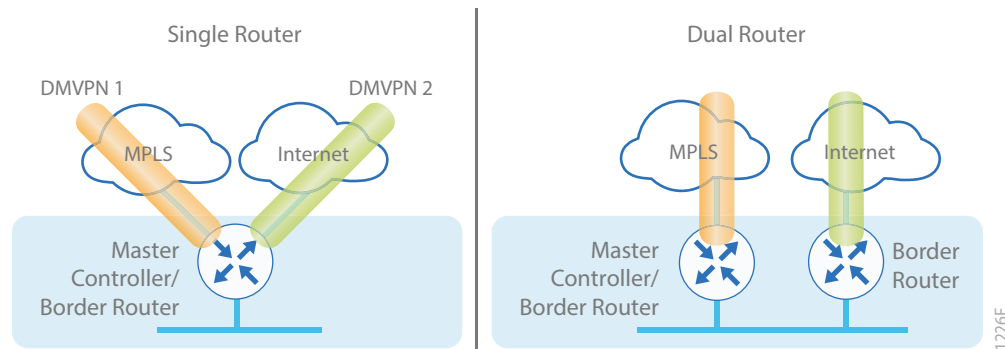 Single Router
DMVPN 1
DMVPN 2
MPLS
Internet
Master
Controller/
Border Router
Dual Router
MPLS
Internet
Master
Controller/
Border Router
Border
Router
1226F